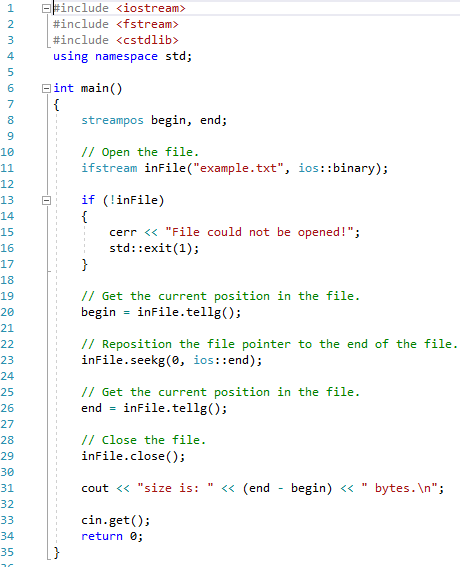 1 #include <iostream>
2 #include <fstream>
3 #include <cstdlib>
4 using namespace std;
5
6 int main()
7 {
8 streampos begin, end;
9
10 // Open the file.
11 ifstream inFile("example.txt", ios::binary);
12
13 if (!inFile)
14 {
15 cerr << "File could not be opened!";
16 std::exit(1);
17 }
18
19 // Get the current position in the file.
20 begin = inFile.tellg();
21
22 // Reposition the file pointer to the end of the file.
23 inFile.seekg(0, ios::end);
24
25 // Get the current position in the file.
26 end = inFile.tellg();
27
28 // Close the file.
29 inFile.close();
30
31 cout << "size is: " << (end - begin) << " bytes.\n";
32
33 cin.get();
34 return 0;
35 }
36